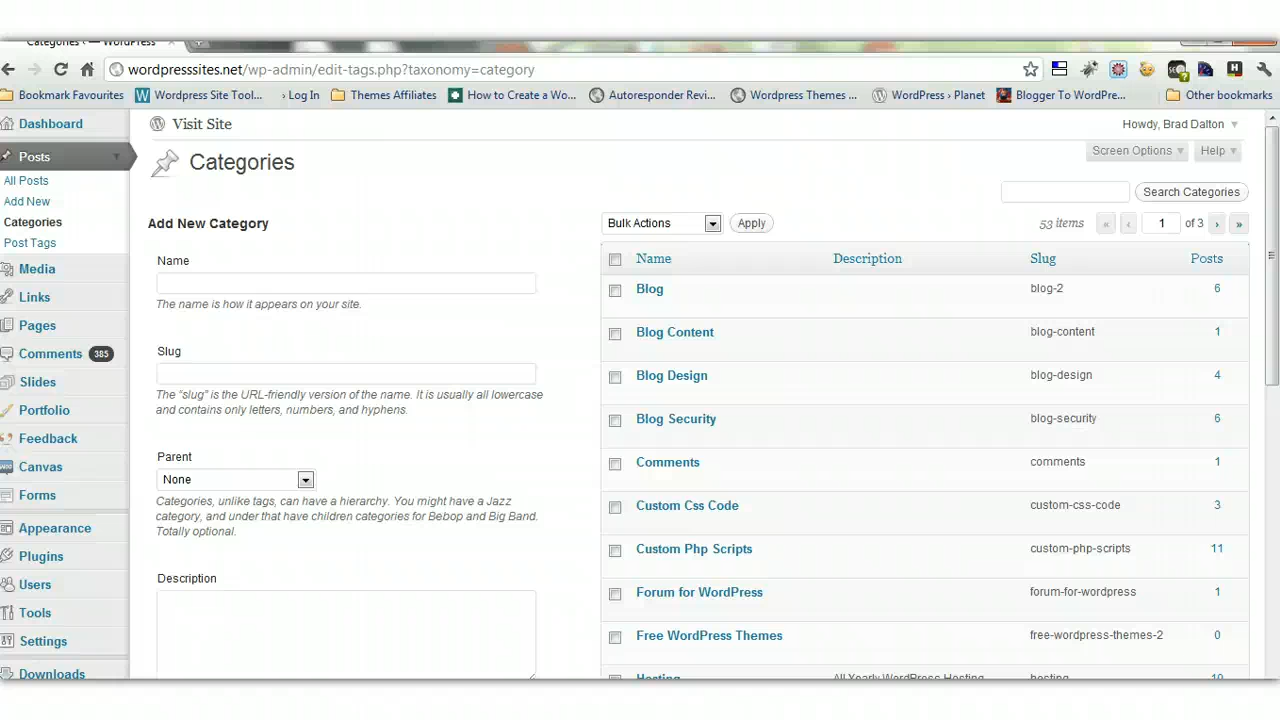 Categories ‹ — WordPress
wordpresssites.net/wp-admin/edit-tags.php?taxonomy=category
Bookmark Favourites
Wordpress Site Tool...
› Log In
Themes Affiliates
How to Create a Wo...
Autoresponder Revi...
Wordpress Themes ...
WordPress › Planet
Blogger To WordPre...
Other bookmarks
Dashboard
Posts
All Posts
Add New
Categories
Post Tags
Media
Links
Pages
Comments 385
Slides
Portfolio
Feedback
Canvas
Forms
Appearance
Plugins
Users
Tools
Settings
Downloads
Visit Site
Howdy, Brad Dalton
Categories
Screen Options
Help
Search Categories
Add New Category
Name
The name is how it appears on your site.
Slug
The “slug” is the URL-friendly version of the name. It is usually all lowercase
and contains only letters, numbers, and hyphens.
Parent
None
Categories, unlike tags, can have a hierarchy. You might have a Jazz
category, and under that have children categories for Bebop and Big Band.
Totally optional.
Description
Bulk Actions
Apply
53 items « ‹ 1 of 3 › »
Name Description Slug Posts
Blog blog-2 6
Blog Content blog-content 1
Blog Design blog-design 4
Blog Security blog-security 6
Comments comments 1
Custom Css Code custom-css-code 3
Custom Php Scripts custom-php-scripts 11
Forum for WordPress forum-for-wordpress 1
Free WordPress Themes free-wordpress-themes-2 0
Hosting All Yearly WordPress Hosting hosting 10